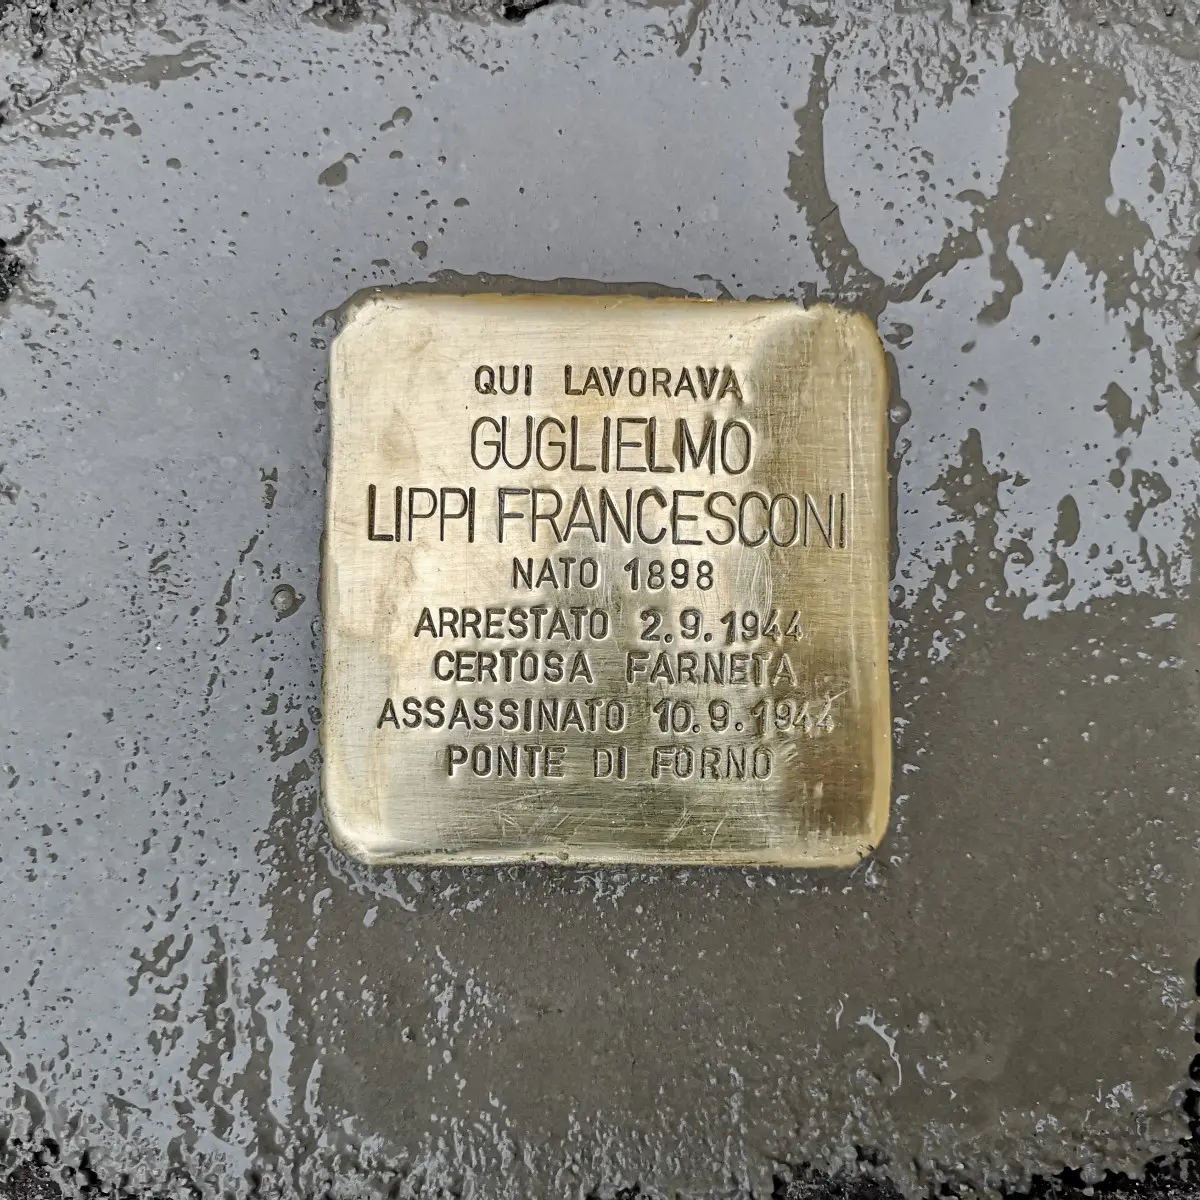 QUI LAVORAVA
GUGLIELMO
LIPPI FRANCESCONI
NATO 1898
ARRESTATO 2.9.1944
CERTOSA FARNETA
ASSASSINATO 10.9.1944
PONTE DI FORNO